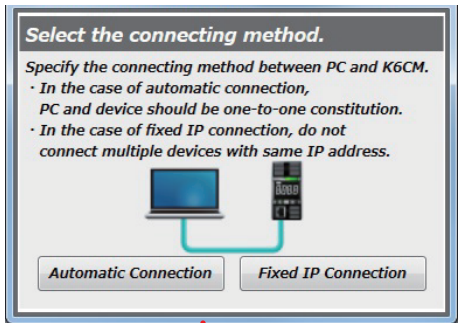 Select the connecting method.
Specify the connecting method between PC and K6CM.
· In the case of automatic connection,
PC and device should be one-to-one constitution.
· In the case of fixed IP connection, do not
connect multiple devices with same IP address.
Automatic Connection
Fixed IP Connection